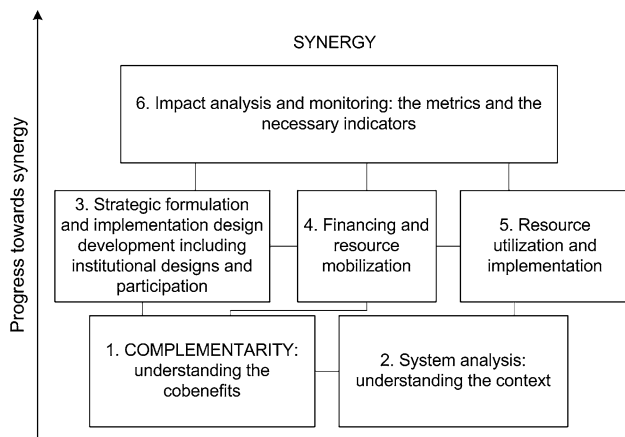 SYNERGY
6. Impact analysis and monitoring: the metrics and the
necessary indicators
3. Strategic formulation
and implementation design
development including
institutional designs and
participation
4. Financing and
resource
mobilization
5. Resource
utilization and
implementation
1. COMPLEMENTARITY:
understanding the
cobenefits
2. System analysis:
understanding the context
Progress towards synergy